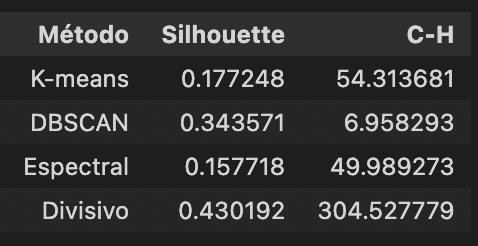 Método Silhouette C-H
K-means 0.177248 54.313681
DBSCAN 0.343571 6.958293
Espectral 0.157718 49.989273
Divisivo 0.430192 304.527779